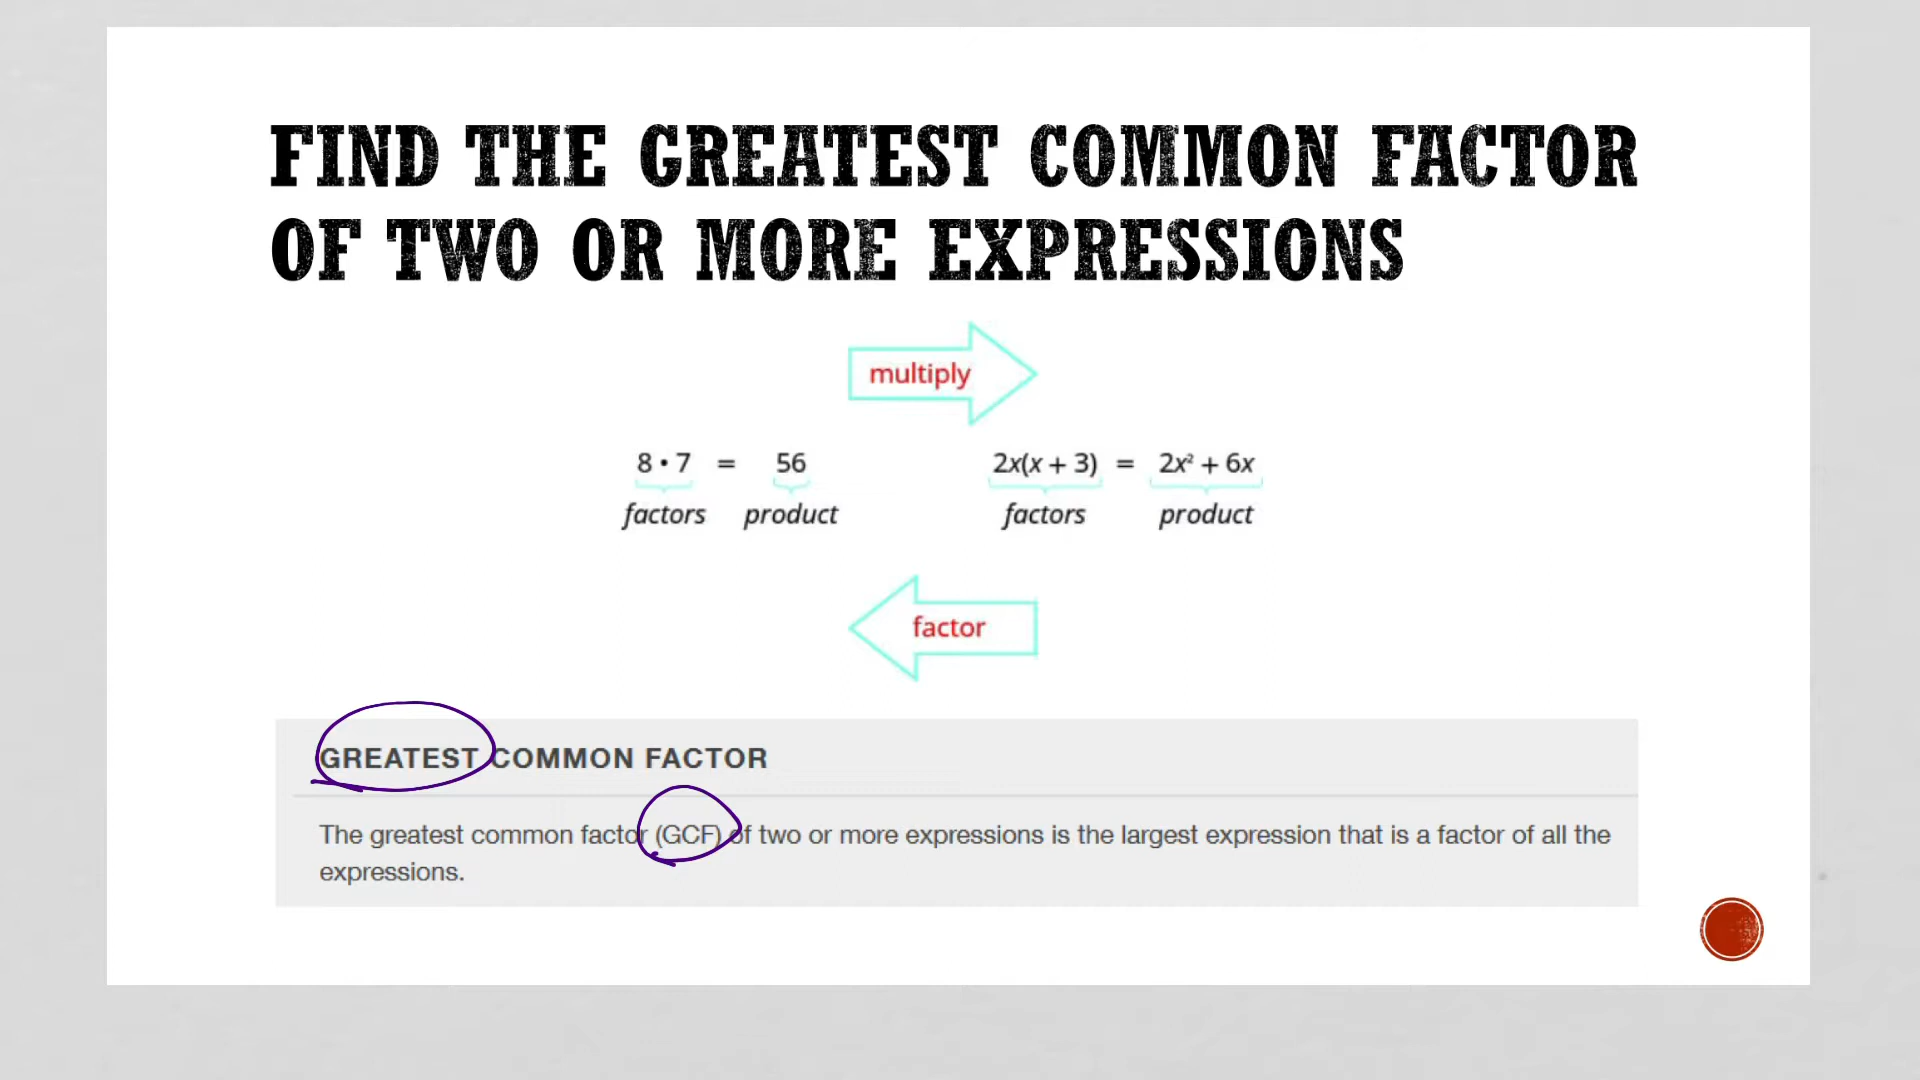 FIND THE GREATEST COMMON FACTOR
OF TWO OR MORE EXPRESSIONS
multiply
8 • 7 = 56
factors product
2x(x + 3) = 2x² + 6x
factors product
factor
GREATEST COMMON FACTOR
The greatest common factor (GCF) of two or more expressions is the largest expression that is a factor of all the
expressions.